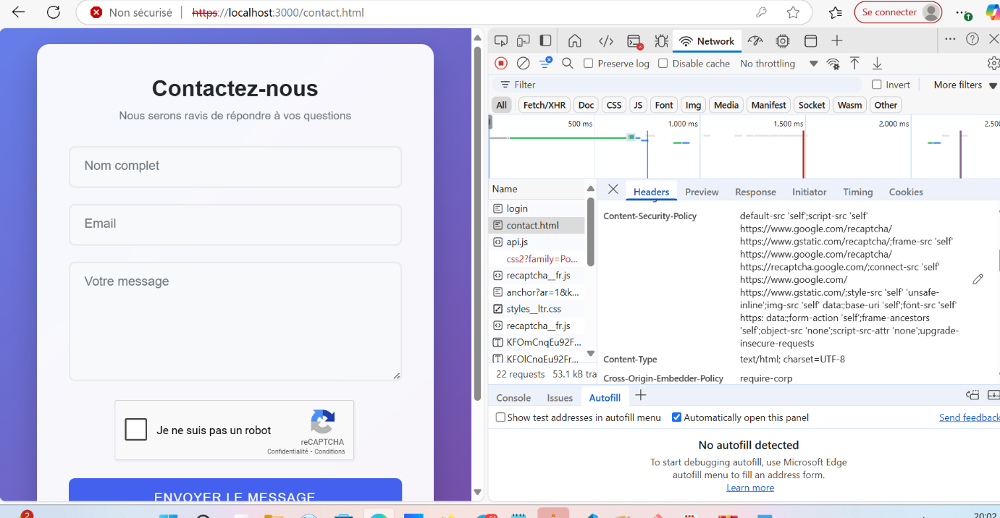 Non sécurisé
https://localhost:3000/contact.html
Se connecter
Contactez-nous
Nous serons ravis de répondre à vos questions
Nom complet
Email
Votre message
Je ne suis pas un robot
reCAPTCHA
Confidentialité - Conditions
ENVOYER LE MESSAGE
Network
Preserve log
Disable cache
No throttling
Filter
Invert
More filters
All Fetch/XHR Doc CSS JS Font Img Media Manifest Socket Wasm Other
500 ms 1,000 ms 1,500 ms 2,000 ms 2,50
Name
login
contact.html
api.js
css2?family=Po...
recaptcha__fr.js
anchor?ar=1&k...
styles__ltr.css
recaptcha__fr.js
KFOmCnqEu92F...
KFOlCnqEu92Fr...
22 requests 53.1 kB tra
Headers Preview Response Initiator Timing Cookies
Content-Security-Policy
default-src 'self';script-src 'self'
https://www.google.com/recaptcha/
https://www.gstatic.com/recaptcha/;frame-src 'self'
https://www.google.com/recaptcha/
https://recaptcha.google.com/;connect-src 'self'
https://www.google.com/
https://www.gstatic.com/;style-src 'self' 'unsafe-
inline';img-src 'self' data:;base-uri 'self';font-src 'self'
https: data:;form-action 'self';frame-ancestors
'self';object-src 'none';script-src-attr 'none';upgrade-
insecure-requests
Content-Type text/html; charset=UTF-8
Cross-Origin-Embedder-Policy require-corp
Console Issues Autofill
Show test addresses in autofill menu
Automatically open this panel
Send feedback
No autofill detected
To start debugging autofill, use Microsoft Edge
autofill menu to fill an address form.
Learn more
2
20:02